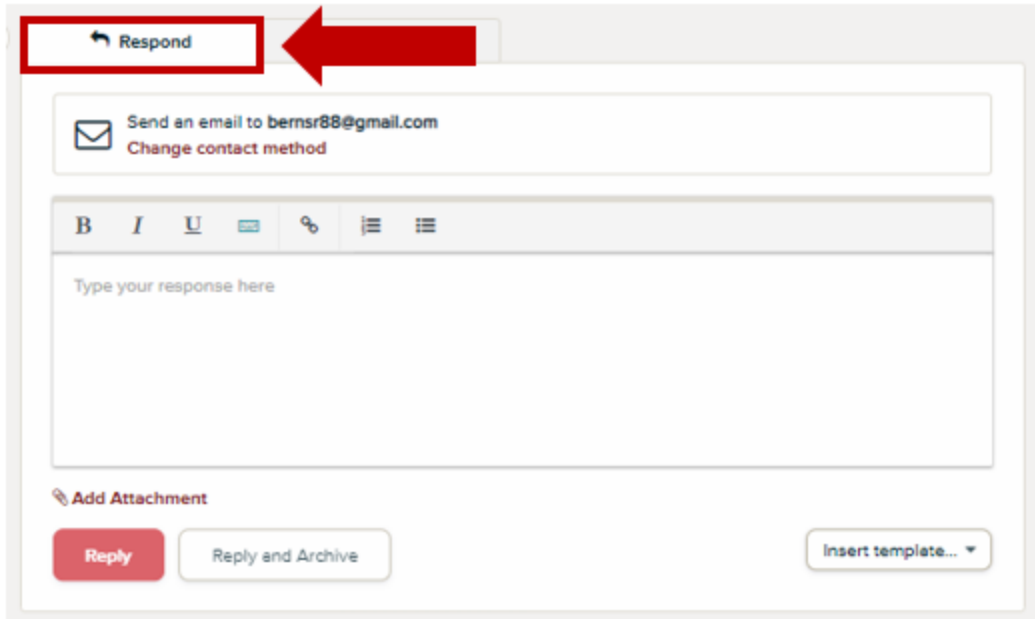 Respond
Send an email to bernsr88@gmail.com
Change contact method
B I U
Type your response here
Add Attachment
Reply
Reply and Archive
Insert template...